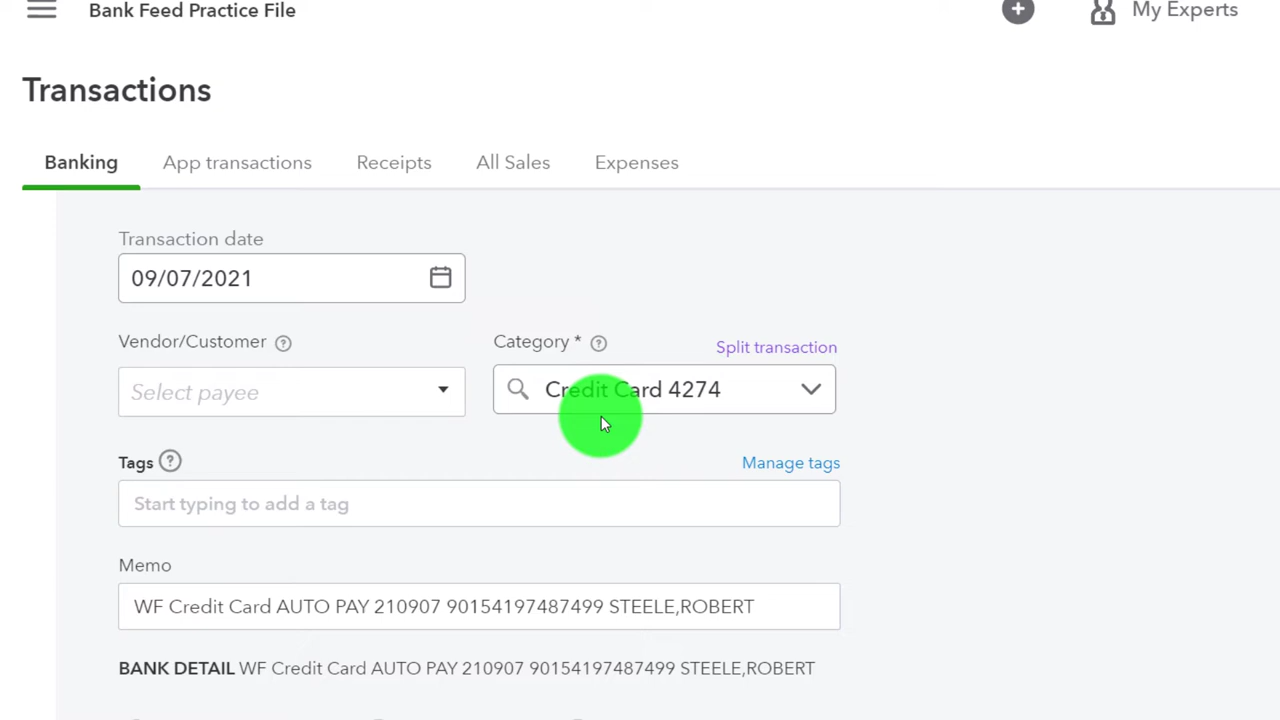 Bank Feed Practice File My Experts
Transactions
Banking App transactions Receipts All Sales Expenses
Transaction date
09/07/2021
Vendor/Customer Category * Split transaction
Select payee Credit Card 4274
Tags Manage tags
Start typing to add a tag
Memo
WF Credit Card AUTO PAY 210907 90154197487499 STEELE,ROBERT
BANK DETAIL WF Credit Card AUTO PAY 210907 90154197487499 STEELE,ROBERT